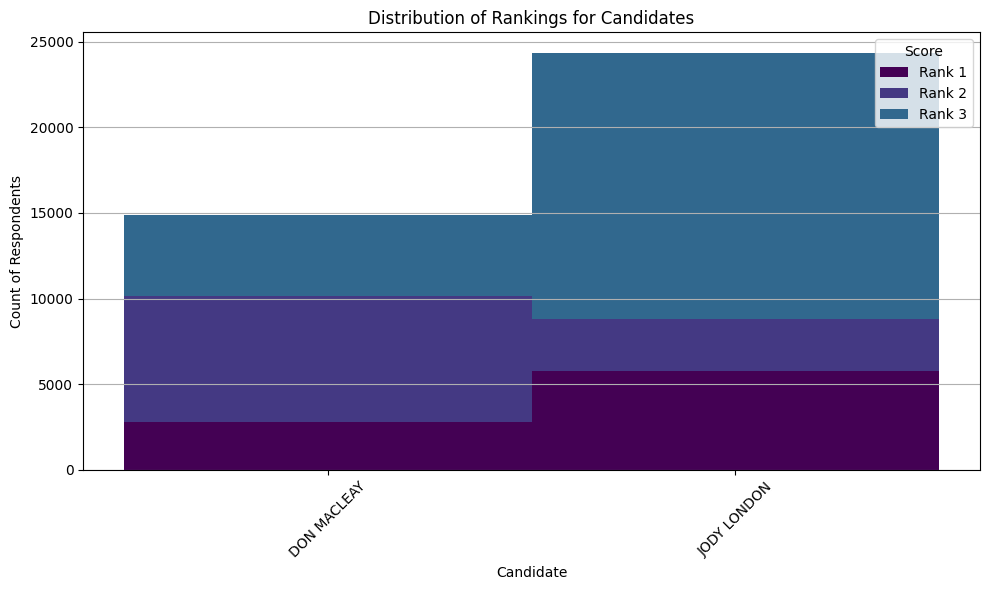 Distribution of Rankings for Candidates
Score
Rank 1
Rank 2
Rank 3
Count of Respondents
25000
20000
15000
10000
5000
0
DON MACLEAY
JODY LONDON
Candidate